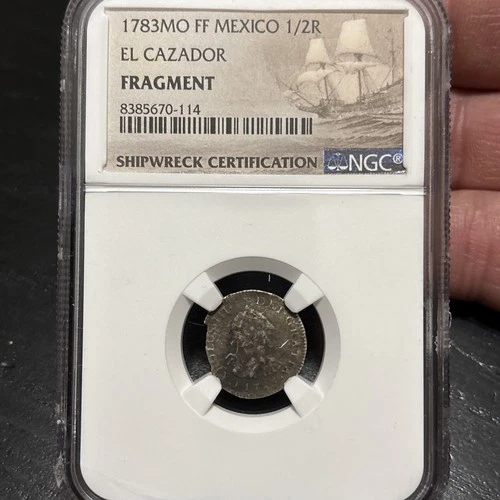 1783MO FF MEXICO 1/2R
EL CAZADOR
FRAGMENT
8385670-114
SHIPWRECK CERTIFICATION NGC®